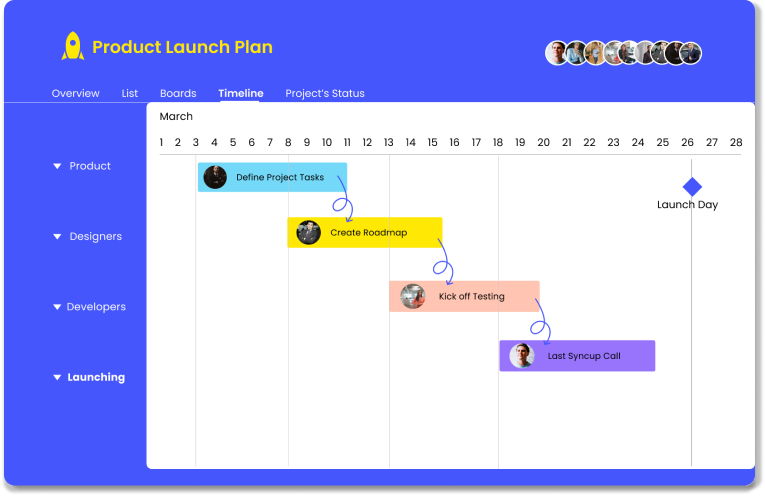 Product Launch Plan
Overview List Boards Timeline Project's Status
March
1 2 3 4 5 6 7 8 9 10 11 12 13 14 15 16 17 18 19 20 21 22 23 24 25 26 27 28
Product
Define Project Tasks
Launch Day
Designers
Create Roadmap
Developers
Kick off Testing
Last Syncup Call
Launching